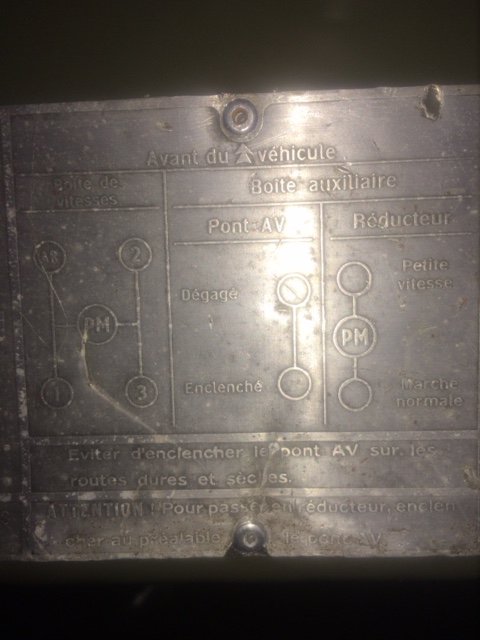 Avant du véhicule
Boîte de vitesses
Boîte auxiliaire
Pont-AV
Réducteur
AR
2
PM
1
3
Dégagé
Enclenché
Petite vitesse
PM
Marche normale
Eviter d'enclencher le pont AV sur les
routes dures et sèches.
ATTENTION ! Pour passer en réducteur, enclen
cher au préalable le pont AV